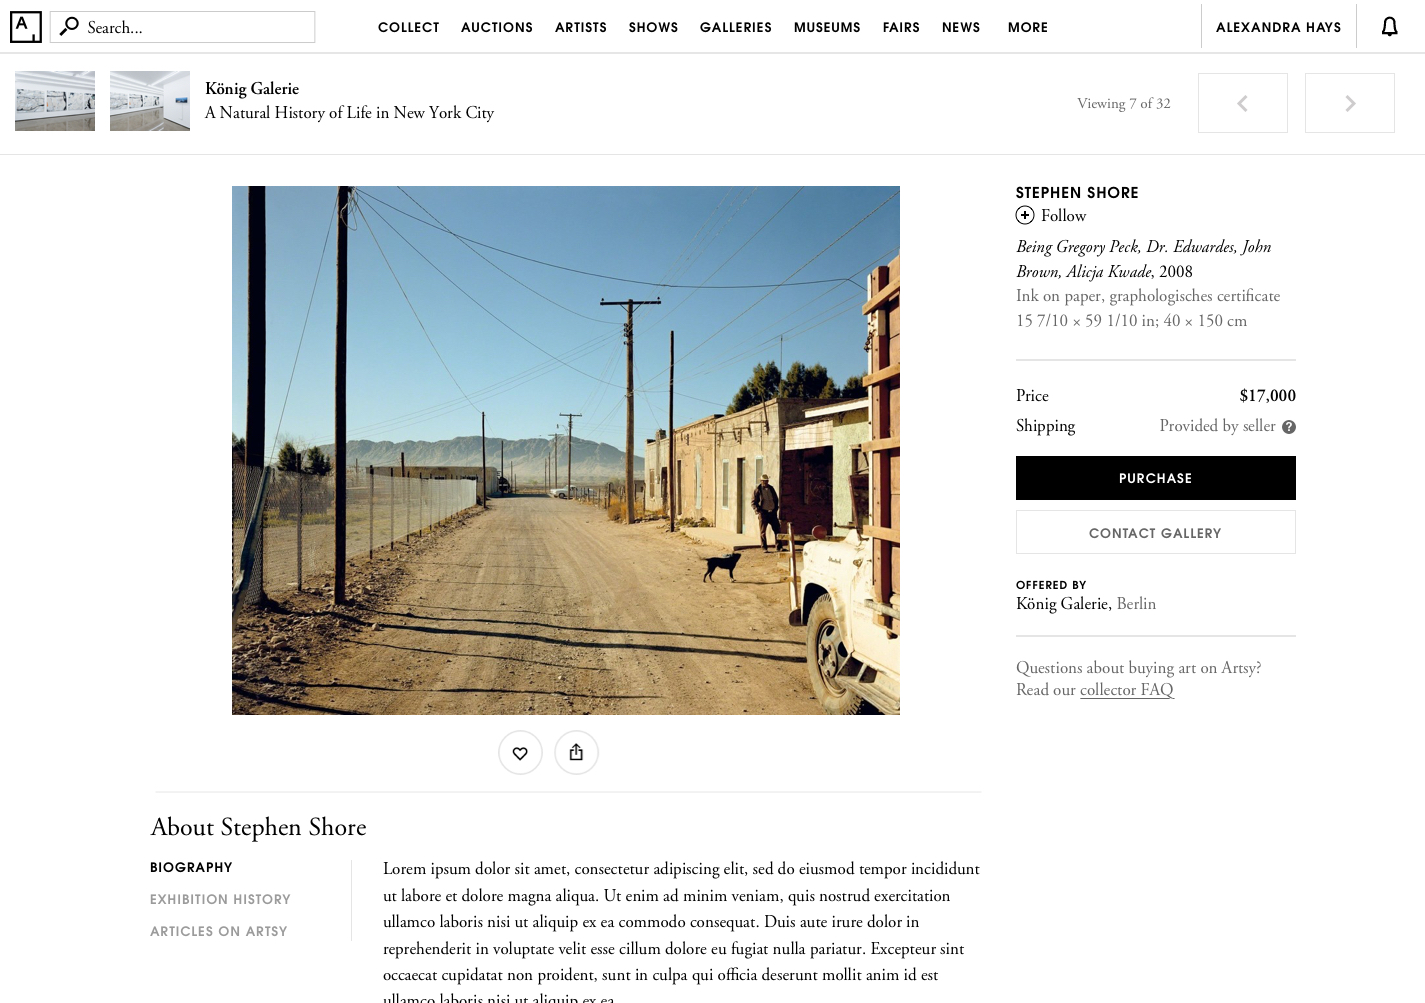 A
Search...
COLLECT AUCTIONS ARTISTS SHOWS GALLERIES MUSEUMS FAIRS NEWS MORE
ALEXANDRA HAYS
König Galerie
A Natural History of Life in New York City
Viewing 7 of 32
STEPHEN SHORE
Follow
Being Gregory Peck, Dr. Edwardes, John
Brown, Alicja Kwade, 2008
Ink on paper, graphologisches certificate
15 7/10 × 59 1/10 in; 40 × 150 cm
Price $17,000
Shipping Provided by seller ?
PURCHASE
CONTACT GALLERY
OFFERED BY
König Galerie, Berlin
Questions about buying art on Artsy?
Read our collector FAQ
About Stephen Shore
BIOGRAPHY
EXHIBITION HISTORY
ARTICLES ON ARTSY
Lorem ipsum dolor sit amet, consectetur adipiscing elit, sed do eiusmod tempor incididunt
ut labore et dolore magna aliqua. Ut enim ad minim veniam, quis nostrud exercitation
ullamco laboris nisi ut aliquip ex ea commodo consequat. Duis aute irure dolor in
reprehenderit in voluptate velit esse cillum dolore eu fugiat nulla pariatur. Excepteur sint
occaecat cupidatat non proident, sunt in culpa qui officia deserunt mollit anim id est
ullamco laboris nisi ut aliquip ex ea